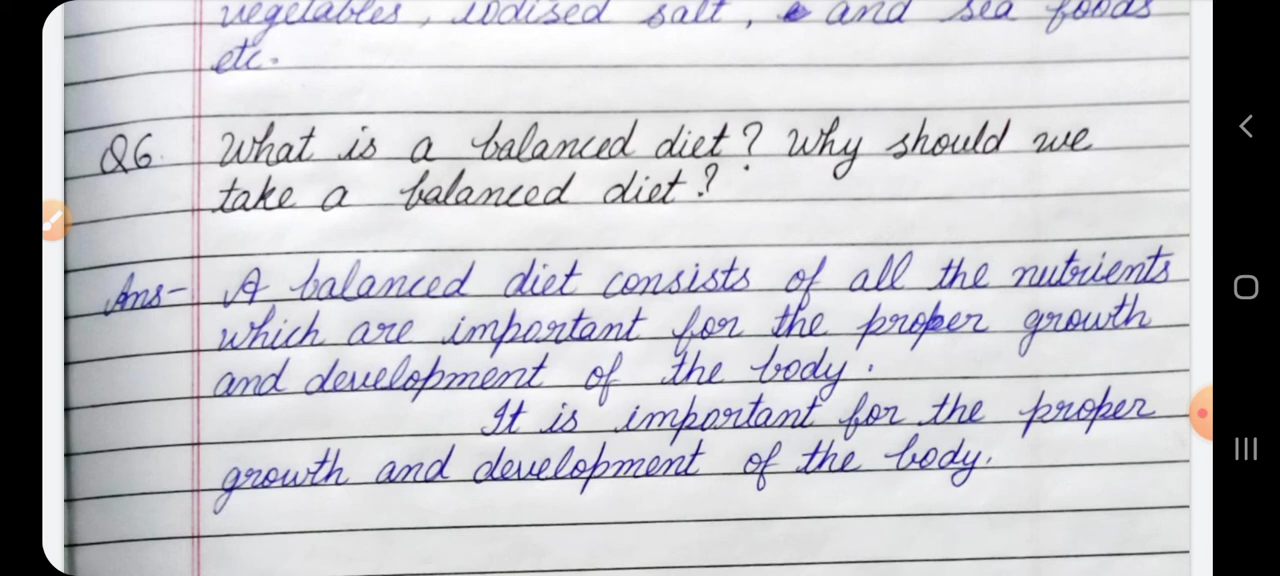 vegetables, iodised salt, and sea foods
etc.
Q6. What is a balanced diet? Why should we
take a balanced diet?
Ans- A balanced diet consists of all the nutrients
which are important for the proper growth
and development of the body.
It is important for the proper
growth and development of the body.